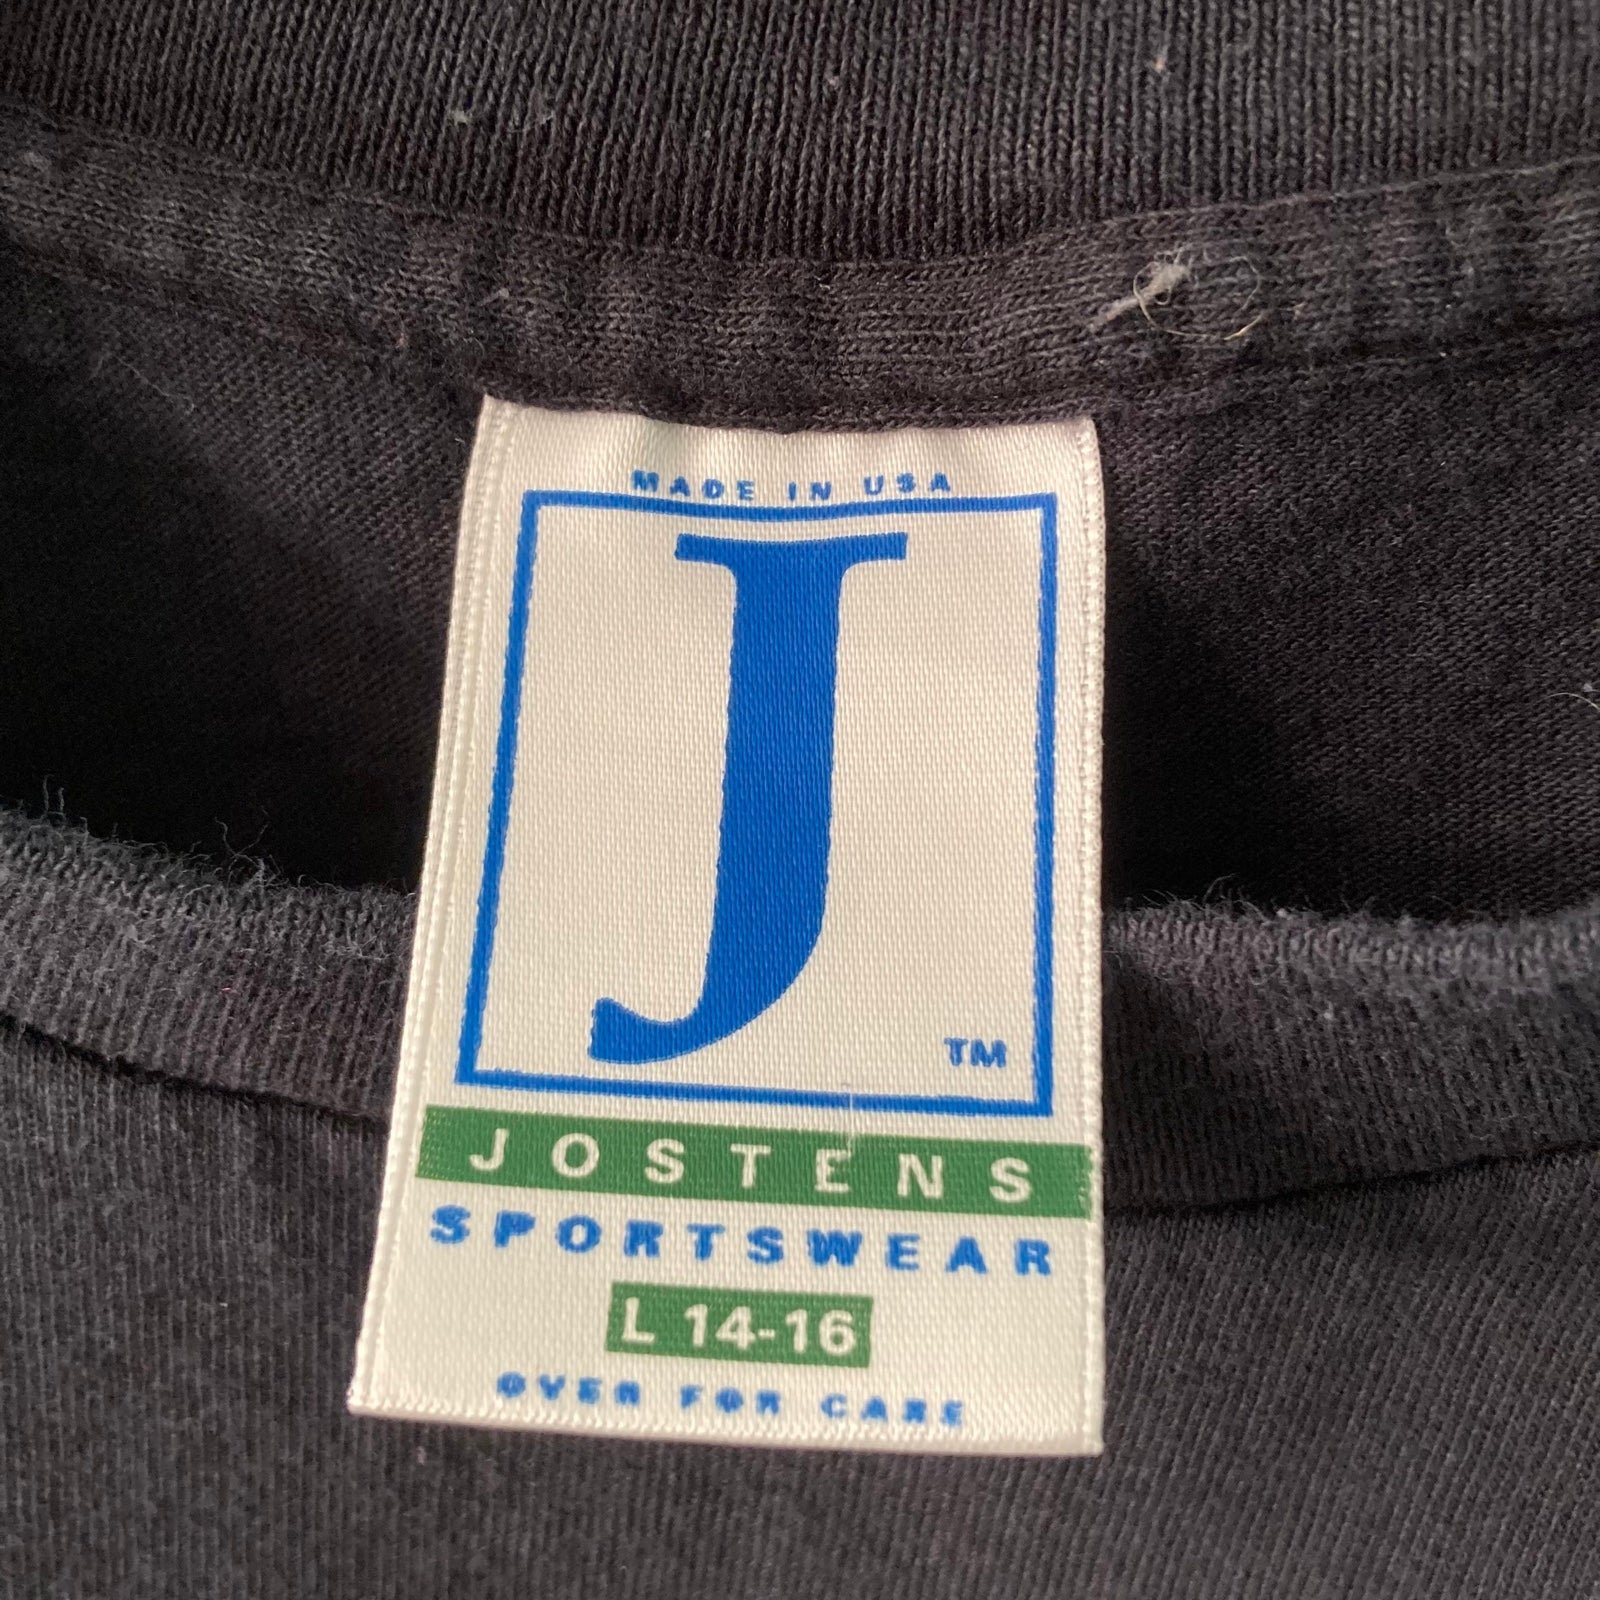 MADE IN USA
J
TM
JOSTENS
SPORTSWEAR
L 14-16
OVER FOR CARE